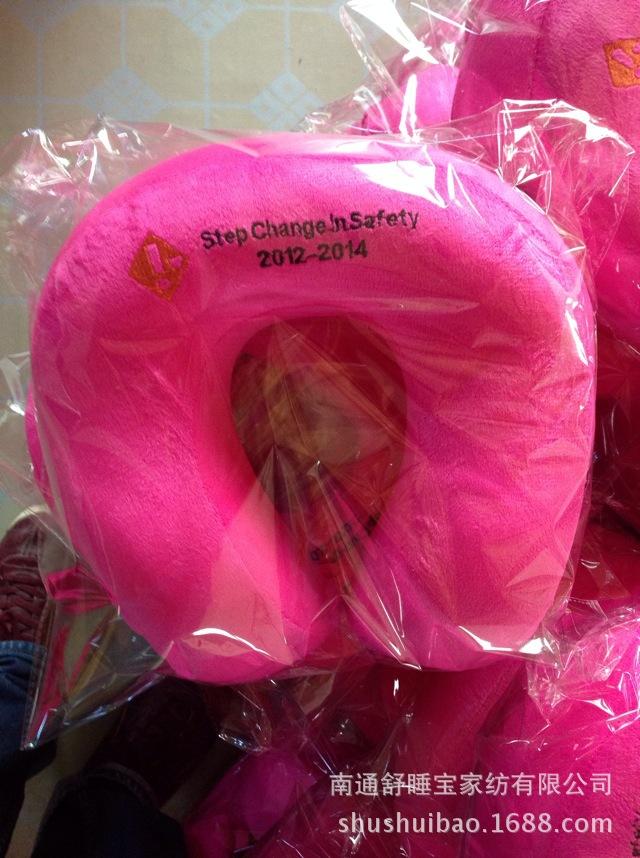 Step Change In Safety
2012-2014
南通舒睡宝家纺有限公司
shushuibao.1688.com